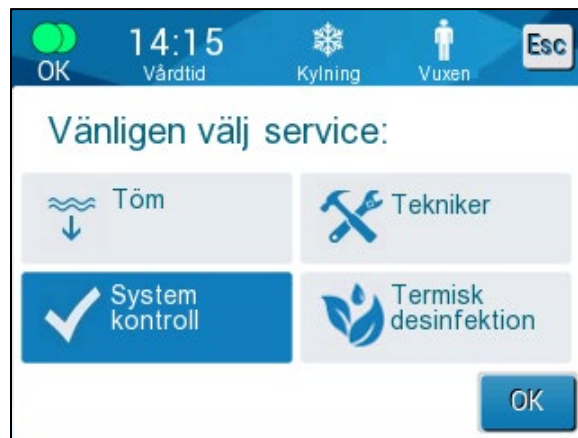 OK
14:15
Vårdtid
Kylning
Vuxen
Esc
Vänligen välj service:
Töm
Tekniker
System
kontroll
Termisk
desinfektion
OK